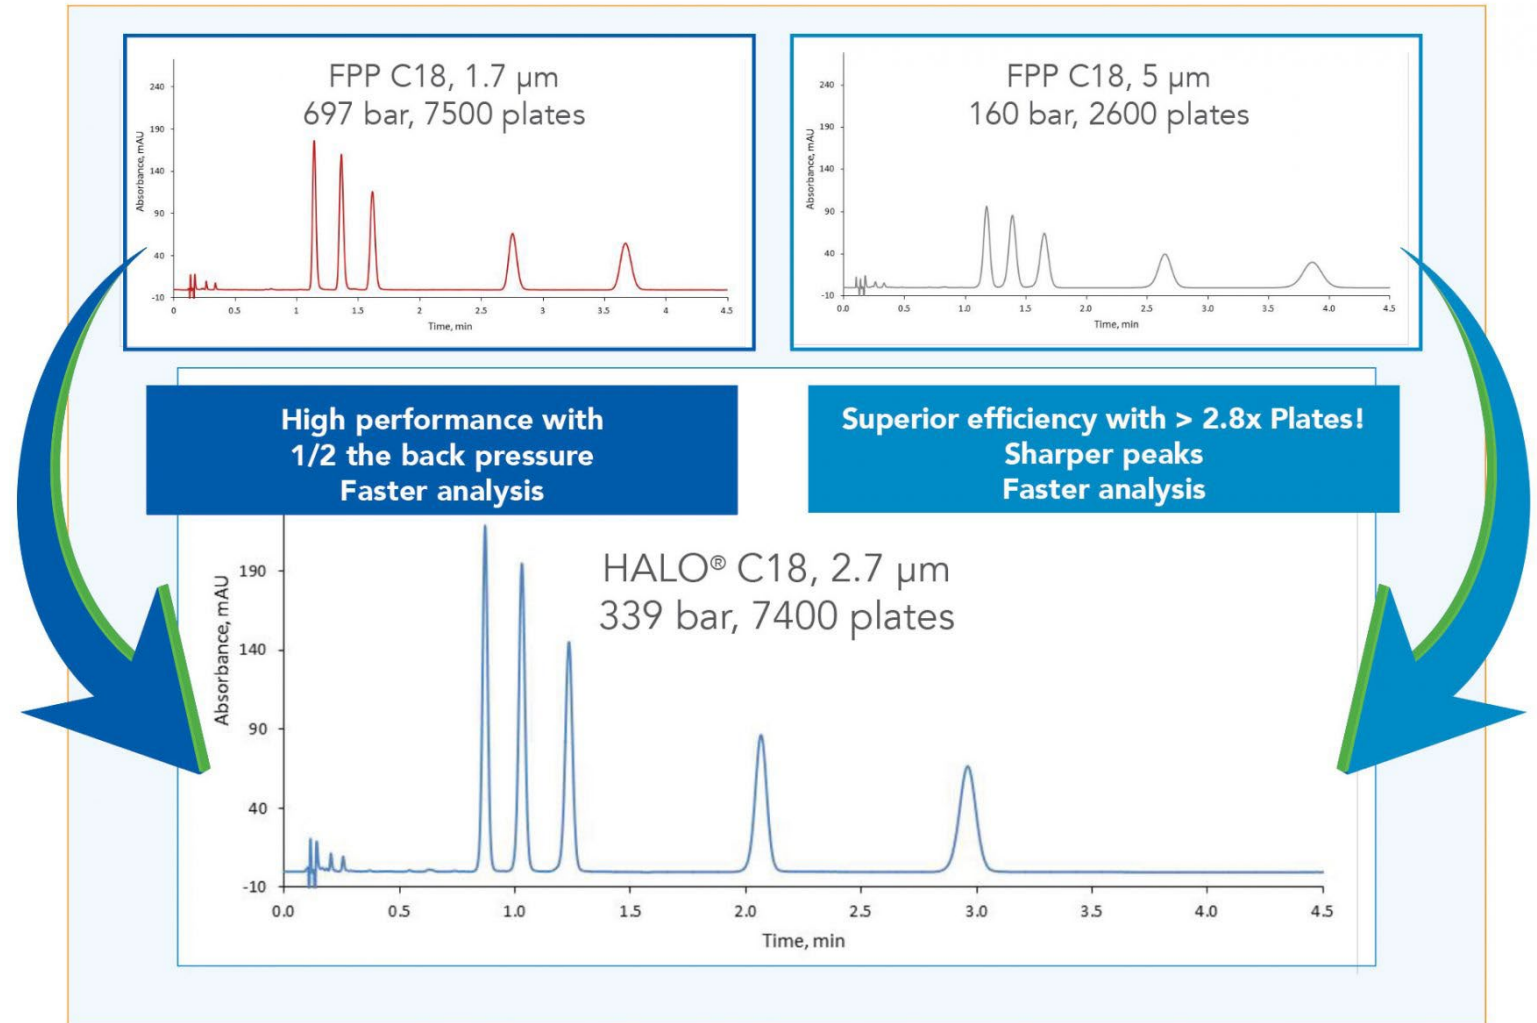 FPP C18, 1.7 µm
697 bar, 7500 plates
Absorbance, mAU
240
190
140
90
40
-10
0
0.5
1
1.5
2
2.5
3
3.5
4
4.5
Time, min
FPP C18, 5 µm
160 bar, 2600 plates
Absorbance, mAU
240
190
140
90
40
-10
0.0
0.5
1.0
1.5
2.0
2.5
3.0
3.5
4.0
4.5
Time, min
High performance with
1/2 the back pressure
Faster analysis
Superior efficiency with > 2.8x Plates!
Sharper peaks
Faster analysis
HALO® C18, 2.7 µm
339 bar, 7400 plates
Absorbance, mAU
190
140
90
40
-10
0.0
0.5
1.0
1.5
2.0
2.5
3.0
3.5
4.0
4.5
Time, min